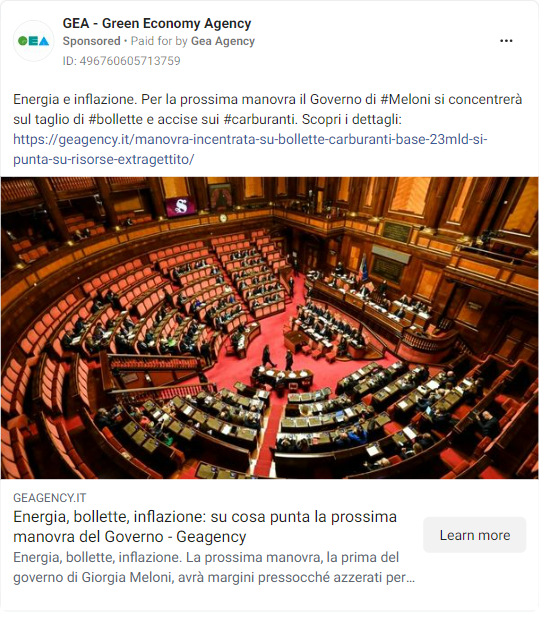 GEA - Green Economy Agency
Sponsored • Paid for by Gea Agency
ID: 496760605713759
GEA
Energia e inflazione. Per la prossima manovra il Governo di #Meloni si concentrerà
sul taglio di #bollette e accise sui #carburanti. Scopri i dettagli:
https://geagency.it/manovra-incentrata-su-bollette-carburanti-base-23mld-si-
punta-su-risorse-extragettito/
GEAGENCY.IT
Energia, bollette, inflazione: su cosa punta la prossima
manovra del Governo - Geagency
Energia, bollette, inflazione. La prossima manovra, la prima del
governo di Giorgia Meloni, avrà margini pressocché azzerati per...
Learn more